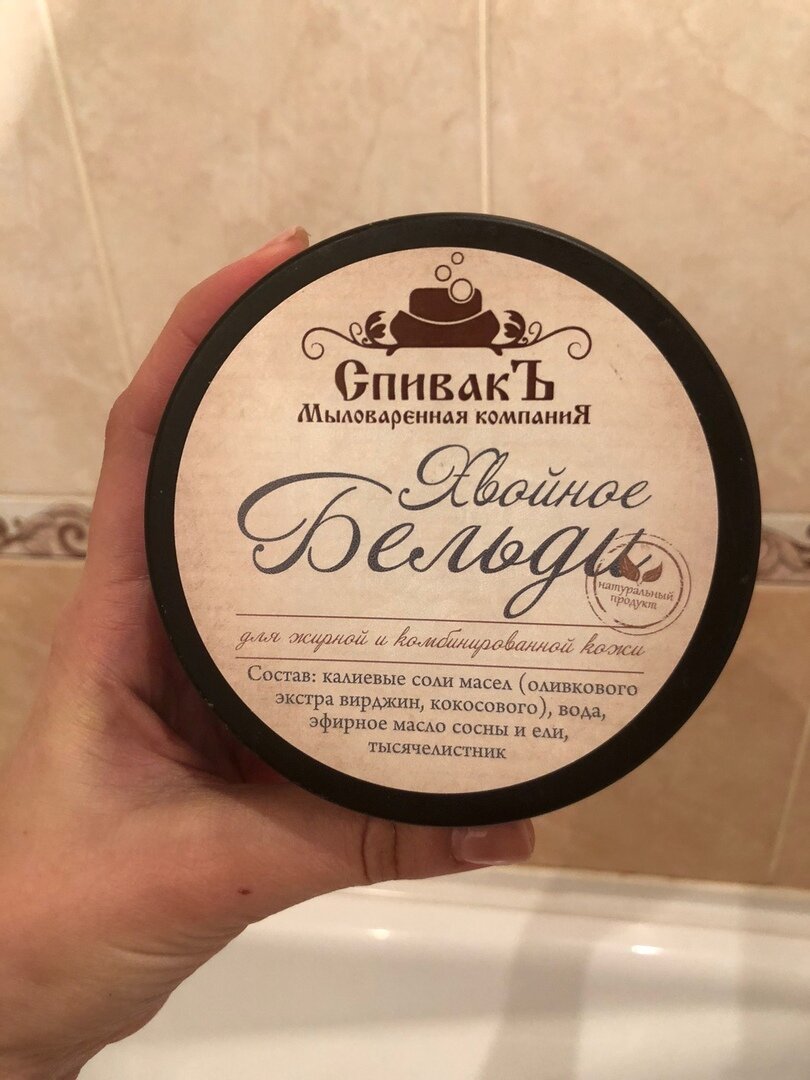 СпивакЪ
Мыловаренная компаниЯ
Хвойное
Бельди
натуральный
продукт
для жирной и комбинированной кожи
Состав: калиевые соли масел (оливкового
экстра вирджин, кокосового), вода,
эфирное масло сосны и ели,
тысячелистник